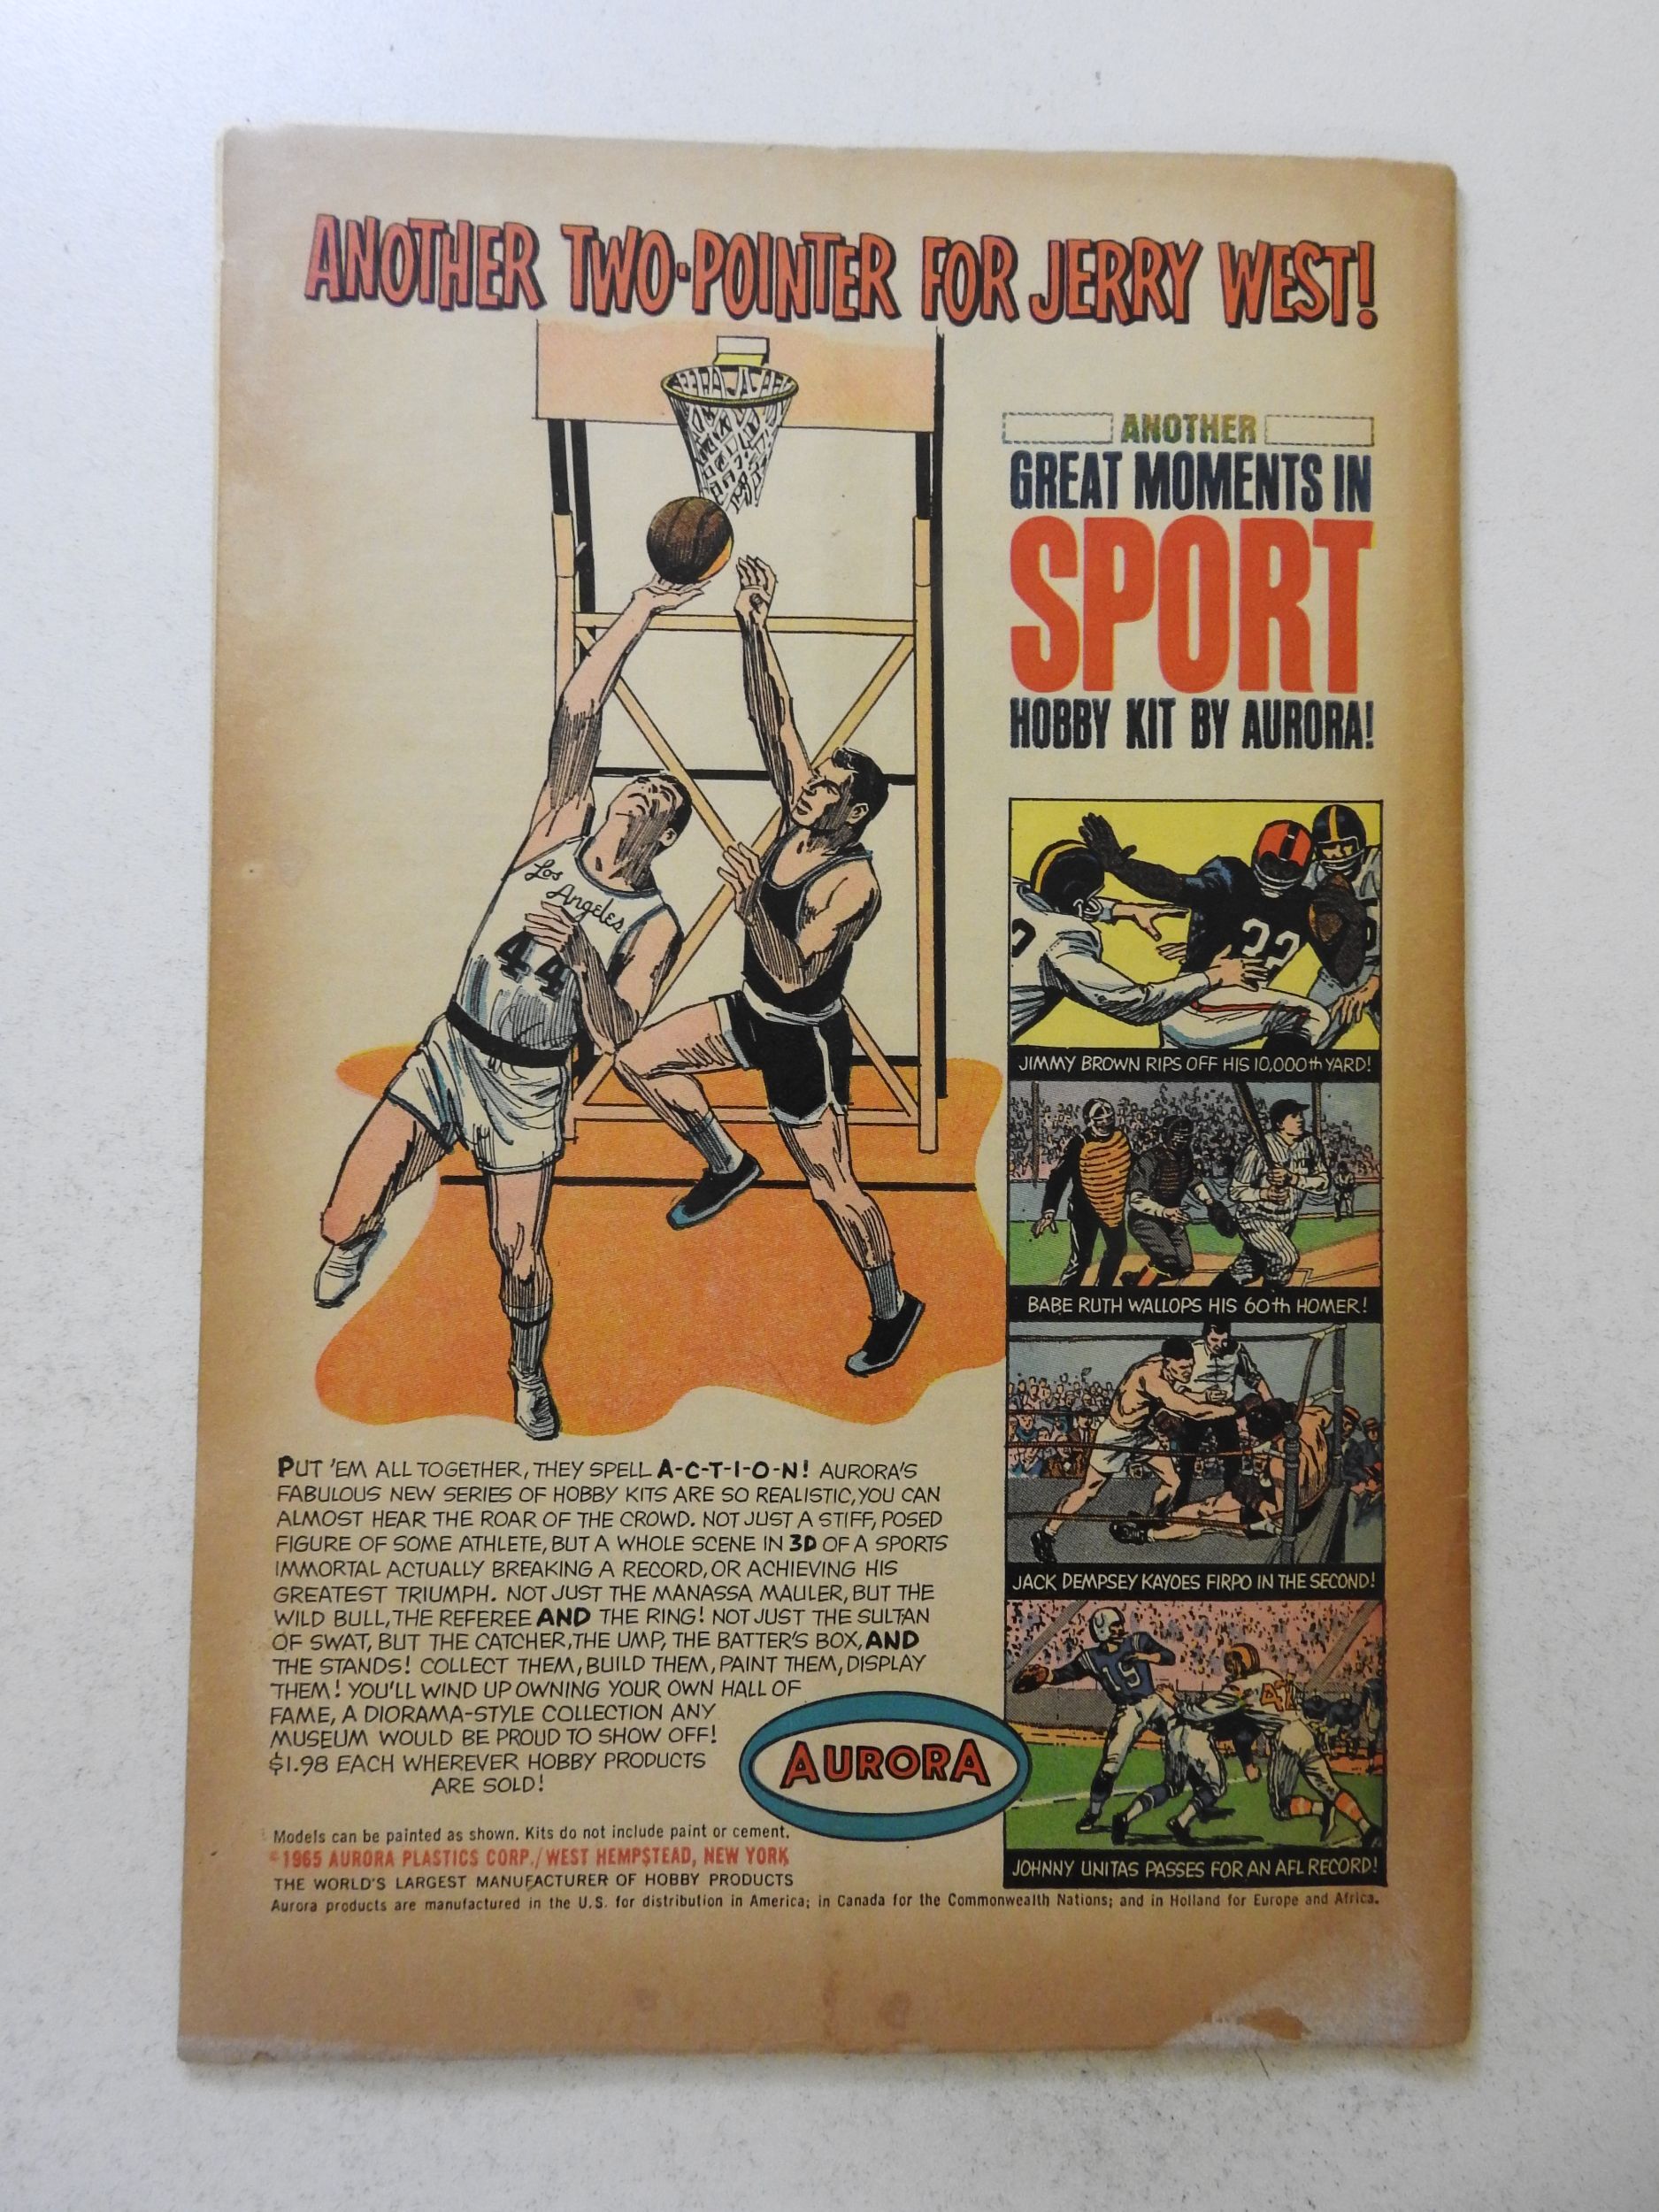 ANOTHER TWO-POINTER FOR JERRY WEST!
ANOTHER
GREAT MOMENTS IN
SPORT
HOBBY KIT BY AURORA!
Los
Angeles
44
32
JIMMY BROWN RIPS OFF HIS 10,000th YARD!
BABE RUTH WALLOPS HIS 60th HOMER!
JACK DEMPSEY KAYOES FIRPO IN THE SECOND!
19
JOHNNY UNITAS PASSES FOR AN AFL RECORD!
PUT 'EM ALL TOGETHER, THEY SPELL A-C-T-I-O-N! AURORA'S
FABULOUS NEW SERIES OF HOBBY KITS ARE SO REALISTIC, YOU CAN
ALMOST HEAR THE ROAR OF THE CROWD. NOT JUST A STIFF, POSED
FIGURE OF SOME ATHLETE, BUT A WHOLE SCENE IN 3D OF A SPORTS
IMMORTAL ACTUALLY BREAKING A RECORD, OR ACHIEVING HIS
GREATEST TRIUMPH. NOT JUST THE MANASSA MAULER, BUT THE
WILD BULL, THE REFEREE AND THE RING! NOT JUST THE SULTAN
OF SWAT, BUT THE CATCHER, THE UMP, THE BATTER'S BOX, AND
THE STANDS! COLLECT THEM, BUILD THEM, PAINT THEM, DISPLAY
THEM! YOU'LL WIND UP OWNING YOUR OWN HALL OF
FAME, A DIORAMA-STYLE COLLECTION ANY
MUSEUM WOULD BE PROUD TO SHOW OFF!
$1.98 EACH WHEREVER HOBBY PRODUCTS
ARE SOLD!
AURORA
Models can be painted as shown. Kits do not include paint or cement.
©1965 AURORA PLASTICS CORP./WEST HEMPSTEAD, NEW YORK
THE WORLD'S LARGEST MANUFACTURER OF HOBBY PRODUCTS
Aurora products are manufactured in the U.S. for distribution in America; in Canada for the Commonwealth Nations; and in Holland for Europe and Africa.